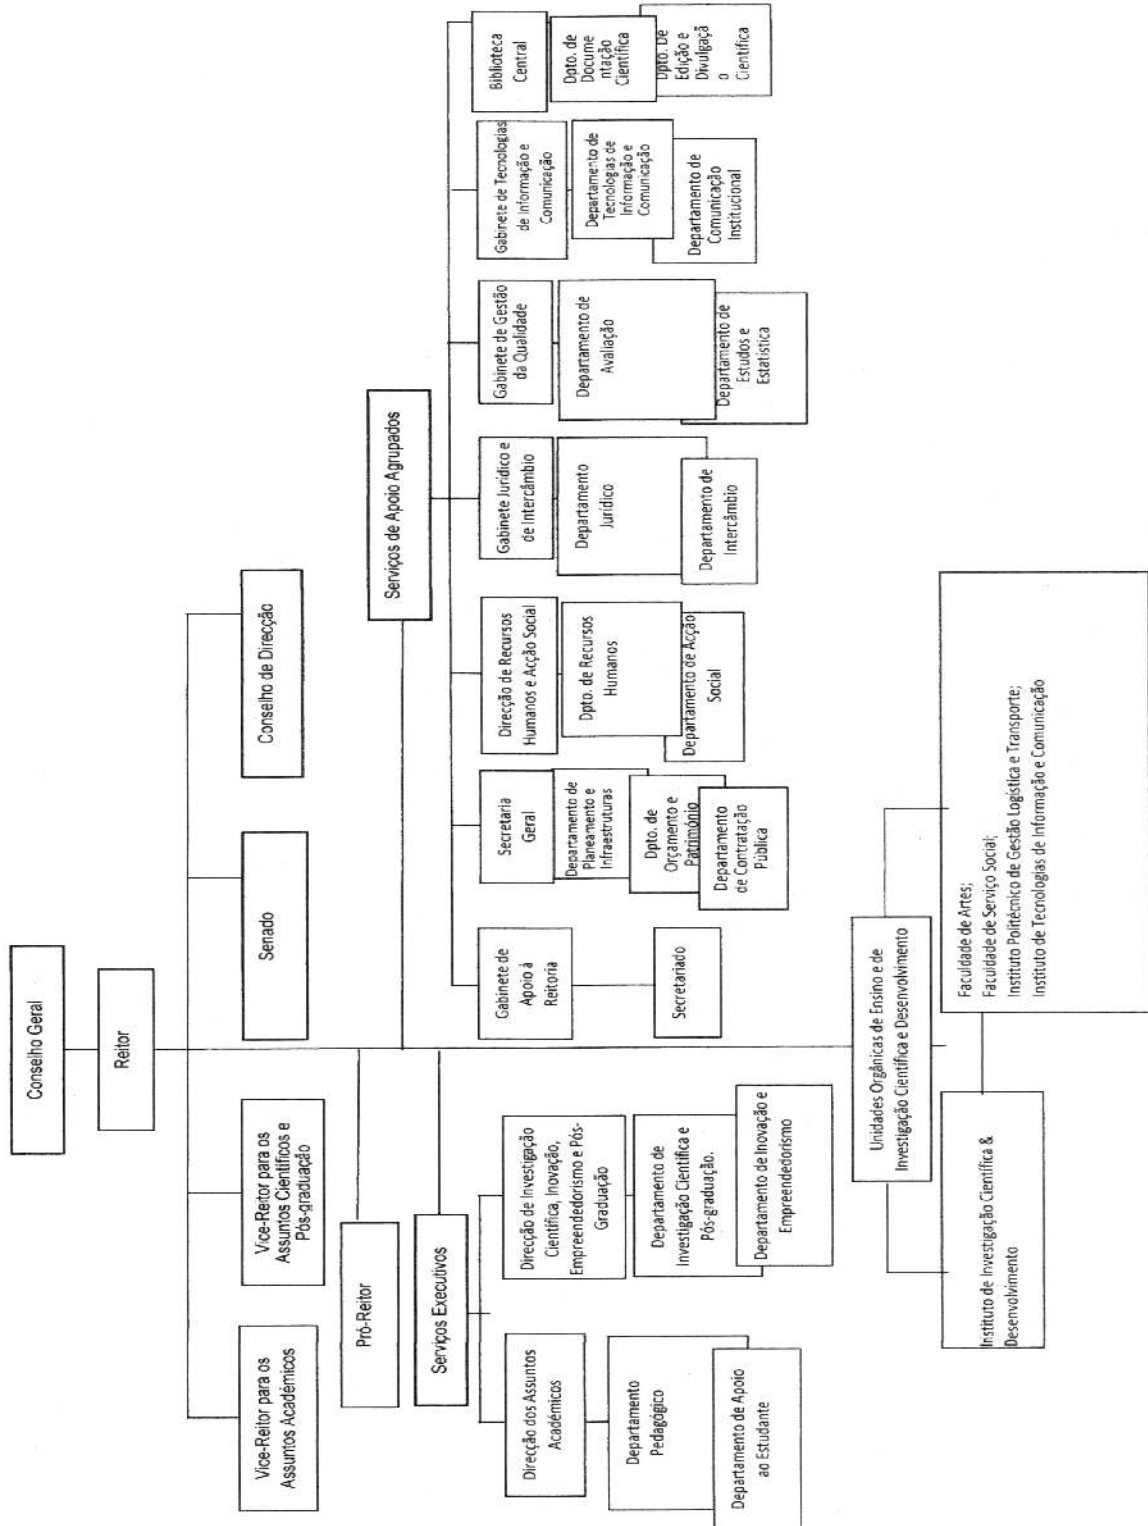 Conselho Geral
Reitor
Vice-Reitor para os
Assuntos Académicos
Vice-Reitor para os
Assuntos Científicos e
Pós-graduação
Senado
Conselho de Direcção
Pró-Reitor
Serviços de Apoio Agrupados
Serviços Executivos
Direcção dos Assuntos
Académicos
Departamento
Pedagógico
Departamento de Apoio
ao Estudante
Direcção de Investigação
Científica, Inovação,
Empreendedorismo e Pós-
Graduação
Departamento de
Investigação Científica e
Pós-graduação.
Departamento de Inovação e
Empreendedorismo
Gabinete de
Apoio à
Reitoria
Secretariado
Secretaria
Geral
Departamento de
Planeamento e
Infraestruturas
Dpto. de
Orçamento e
Património
Departamento
de Contratação
Pública
Direcção de Recursos
Humanos e Acção Social
Dpto. de Recursos
Humanos
Departamento de Acção
Social
Gabinete Jurídico e
de Intercâmbio
Departamento
Jurídico
Departamento de
Intercâmbio
Gabinete de Gestão
da Qualidade
Departamento de
Avaliação
Departamento de
Estudos e
Estatística
Gabinete de Tecnologias
de Informação e
Comunicação
Departamento de
Tecnologias de
Informação e
Comunicação
Departamento de
Comunicação
Institucional
Biblioteca
Central
Dpto. de
Docume
ntação
Científica
Dpto. De
Edição e
Divulgaçã
o
Científica
Unidades Orgânicas de Ensino e de
Investigação Científica e Desenvolvimento
Instituto de Investigação Científica &
Desenvolvimento
Faculdade de Artes;
Faculdade de Serviço Social;
Instituto Politécnico de Gestão Logística e Transporte;
Instituto de Tecnologias de Informação e Comunicação